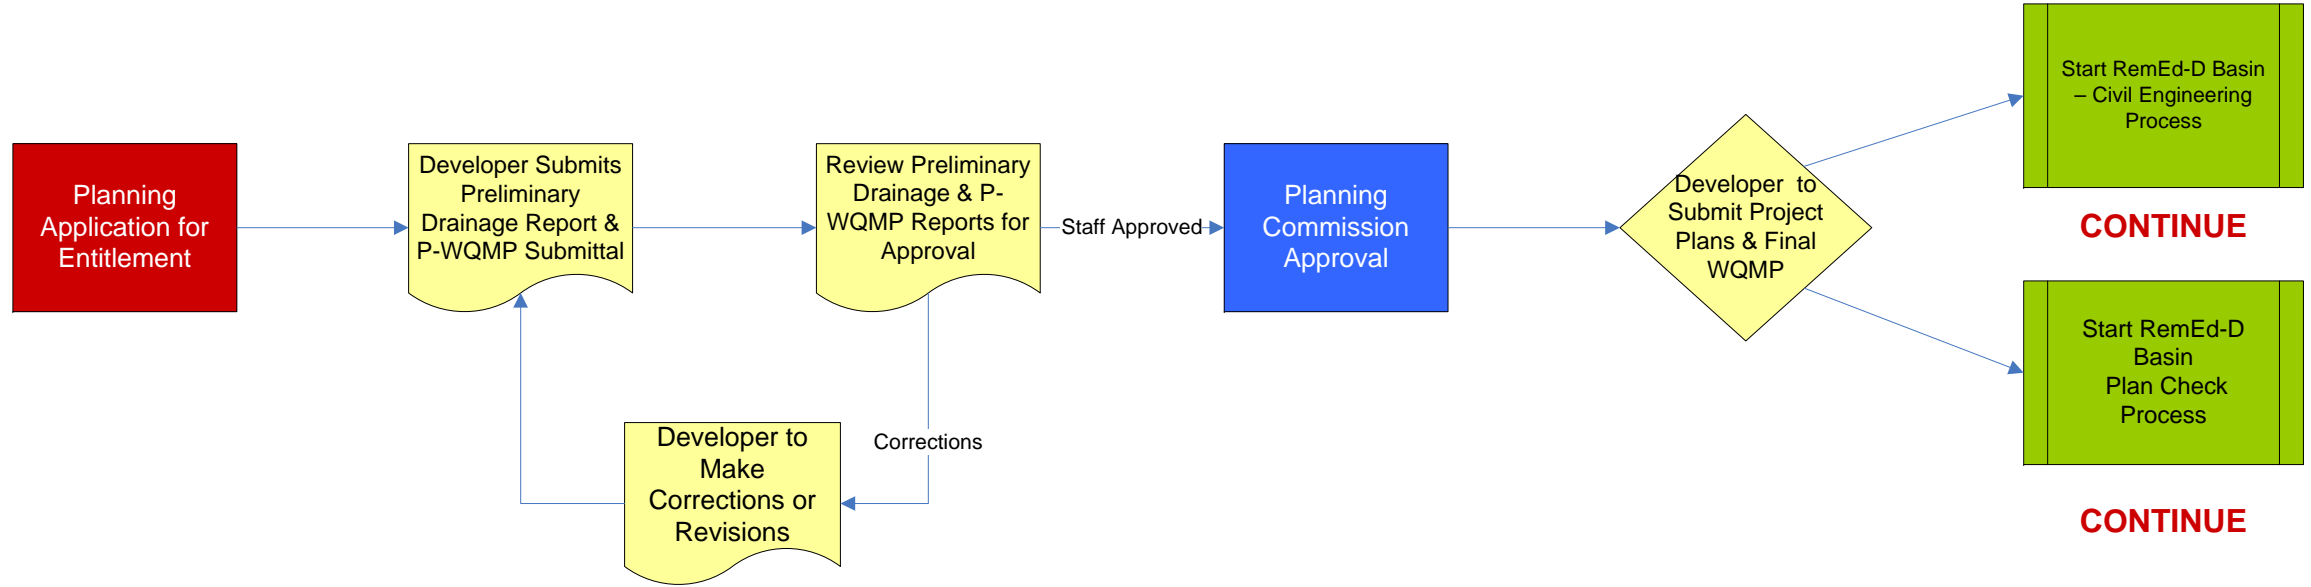 Planning
Application for
Entitlement
Developer Submits
Preliminary
Drainage Report &
P-WQMP Submittal
Review Preliminary
Drainage & P-
WQMP Reports for
Approval
Staff Approved
Planning
Commission
Approval
Developer to
Submit Project
Plans & Final
WQMP
Start RemEd-D Basin
– Civil Engineering
Process
CONTINUE
Start RemEd-D
Basin
Plan Check
Process
CONTINUE
Corrections
Developer to
Make
Corrections or
Revisions